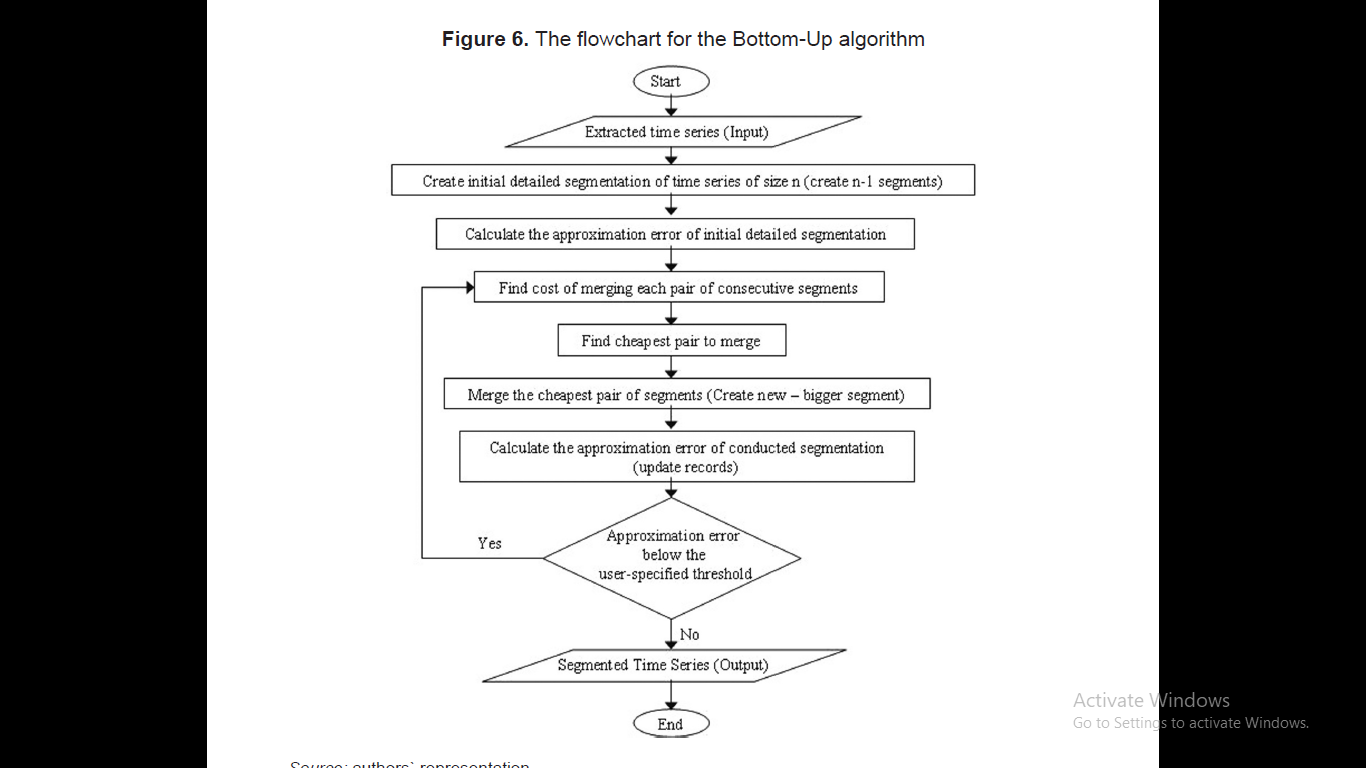 Figure 6. The flowchart for the Bottom-Up algorithm
Start
Extracted time series (Input)
Create initial detailed segmentation of time series of size n (create n-1 segments)
Calculate the approximation error of initial detailed segmentation
Find cost of merging each pair of consecutive segments
Find cheapest pair to merge
Merge the cheapest pair of segments (Create new – bigger segment)
Calculate the approximation error of conducted segmentation
(update records)
Approximation error
below the
user-specified threshold
Yes
No
Segmented Time Series (Output)
End
Activate Windows
Go to Settings to activate Windows.
Source: authors` representation